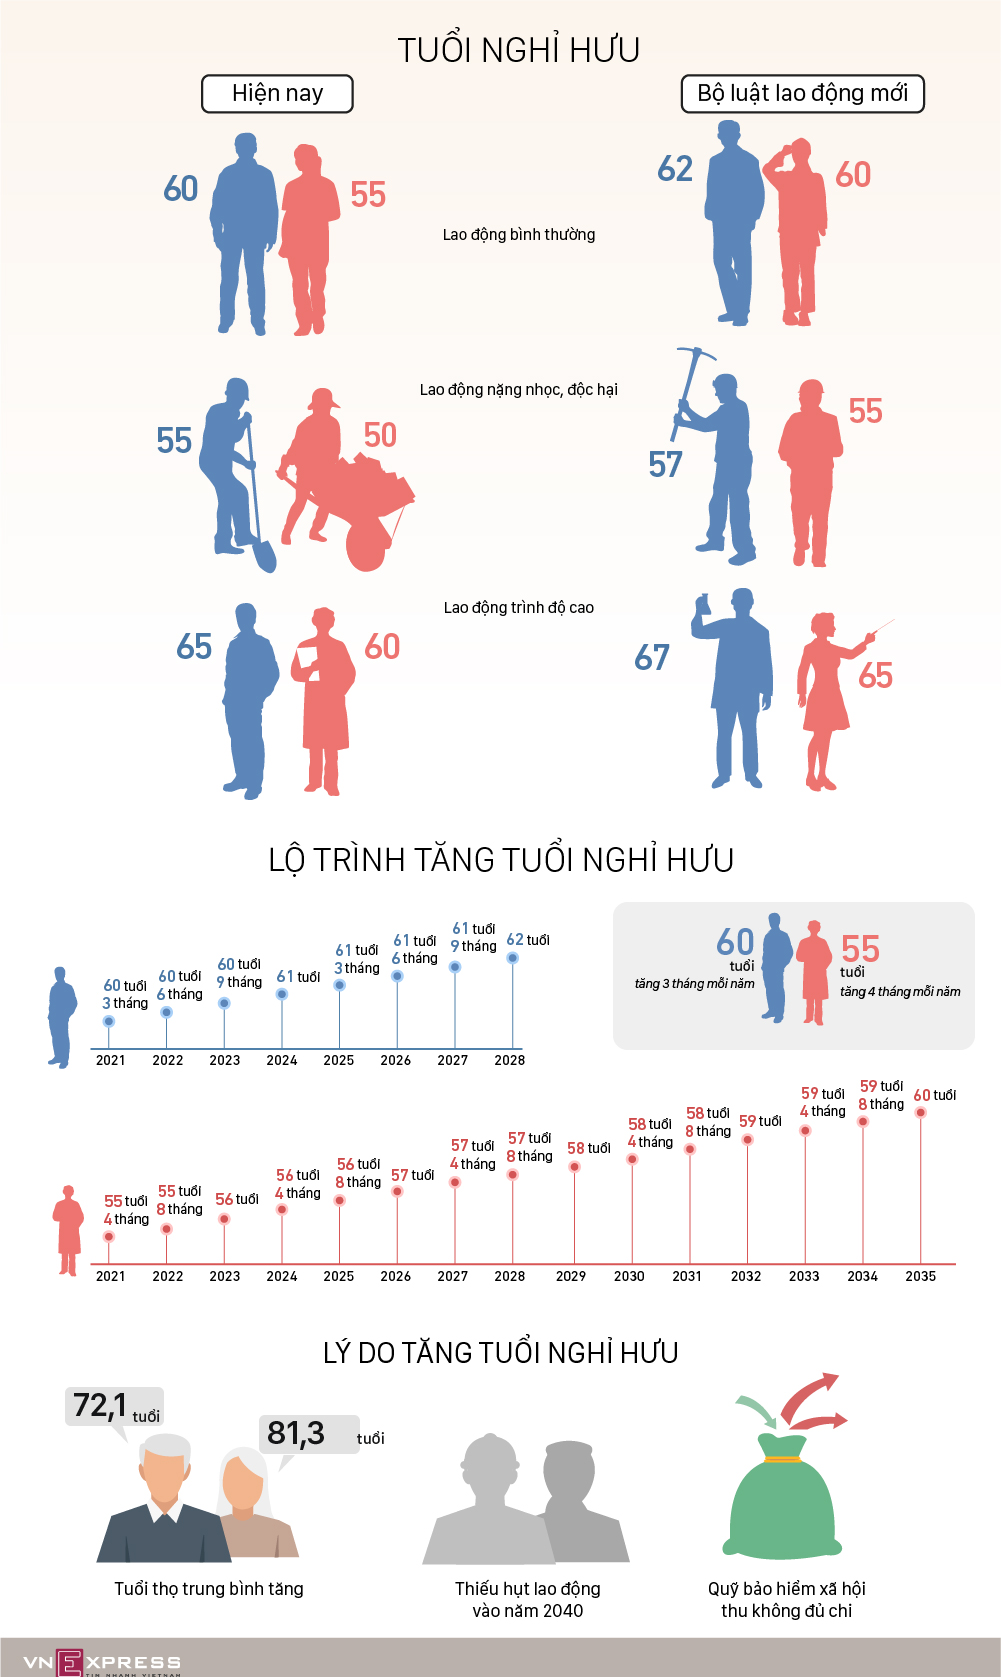 TUỔI NGHỈ HƯU
Hiện nay
Bộ luật lao động mới
60
55
62
60
Lao động bình thường
Lao động nặng nhọc, độc hại
55
50
57
55
Lao động trình độ cao
65
60
67
65
LỘ TRÌNH TĂNG TUỔI NGHỈ HƯU
60 tuổi
3 tháng
60 tuổi
6 tháng
60 tuổi
9 tháng
61 tuổi
61 tuổi
3 tháng
61 tuổi
6 tháng
61 tuổi
9 tháng
62 tuổi
2021 2022 2023 2024 2025 2026 2027 2028
60
tuổi
tăng 3 tháng mỗi năm
55
tuổi
tăng 4 tháng mỗi năm
55 tuổi
4 tháng
55 tuổi
8 tháng
56 tuổi
56 tuổi
4 tháng
56 tuổi
8 tháng
57 tuổi
57 tuổi
4 tháng
57 tuổi
8 tháng
58 tuổi
58 tuổi
4 tháng
58 tuổi
8 tháng
59 tuổi
59 tuổi
4 tháng
59 tuổi
8 tháng
60 tuổi
2021 2022 2023 2024 2025 2026 2027 2028 2029 2030 2031 2032 2033 2034 2035
LÝ DO TĂNG TUỔI NGHỈ HƯU
72,1 tuổi
81,3 tuổi
Tuổi thọ trung bình tăng
Thiếu hụt lao động
vào năm 2040
Quỹ bảo hiểm xã hội
thu không đủ chi
VNEXPRESS
TIN NHANH VIETNAM